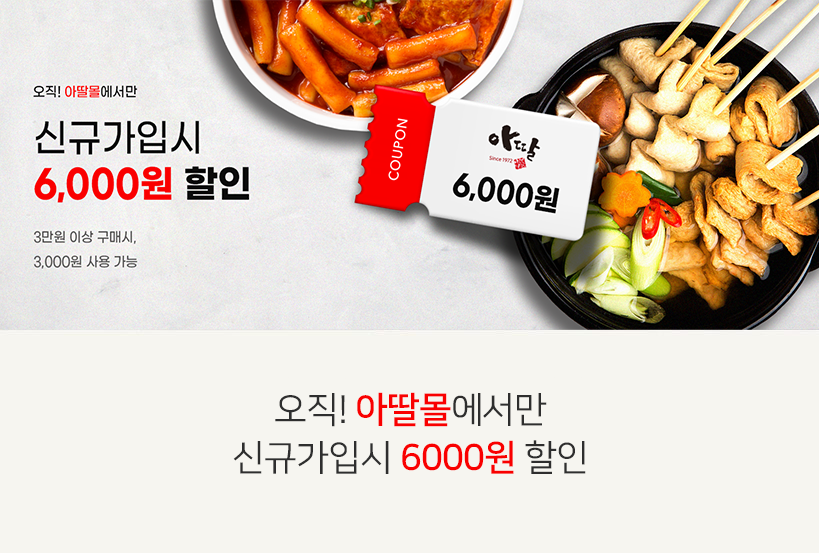 오직! 아딸몰에서만
신규가입시
6,000원 할인
3만원 이상 구매시,
3,000원 사용 가능
COUPON
아딸
Since 1972
6,000원
오직! 아딸몰에서만
신규가입시 6000원 할인